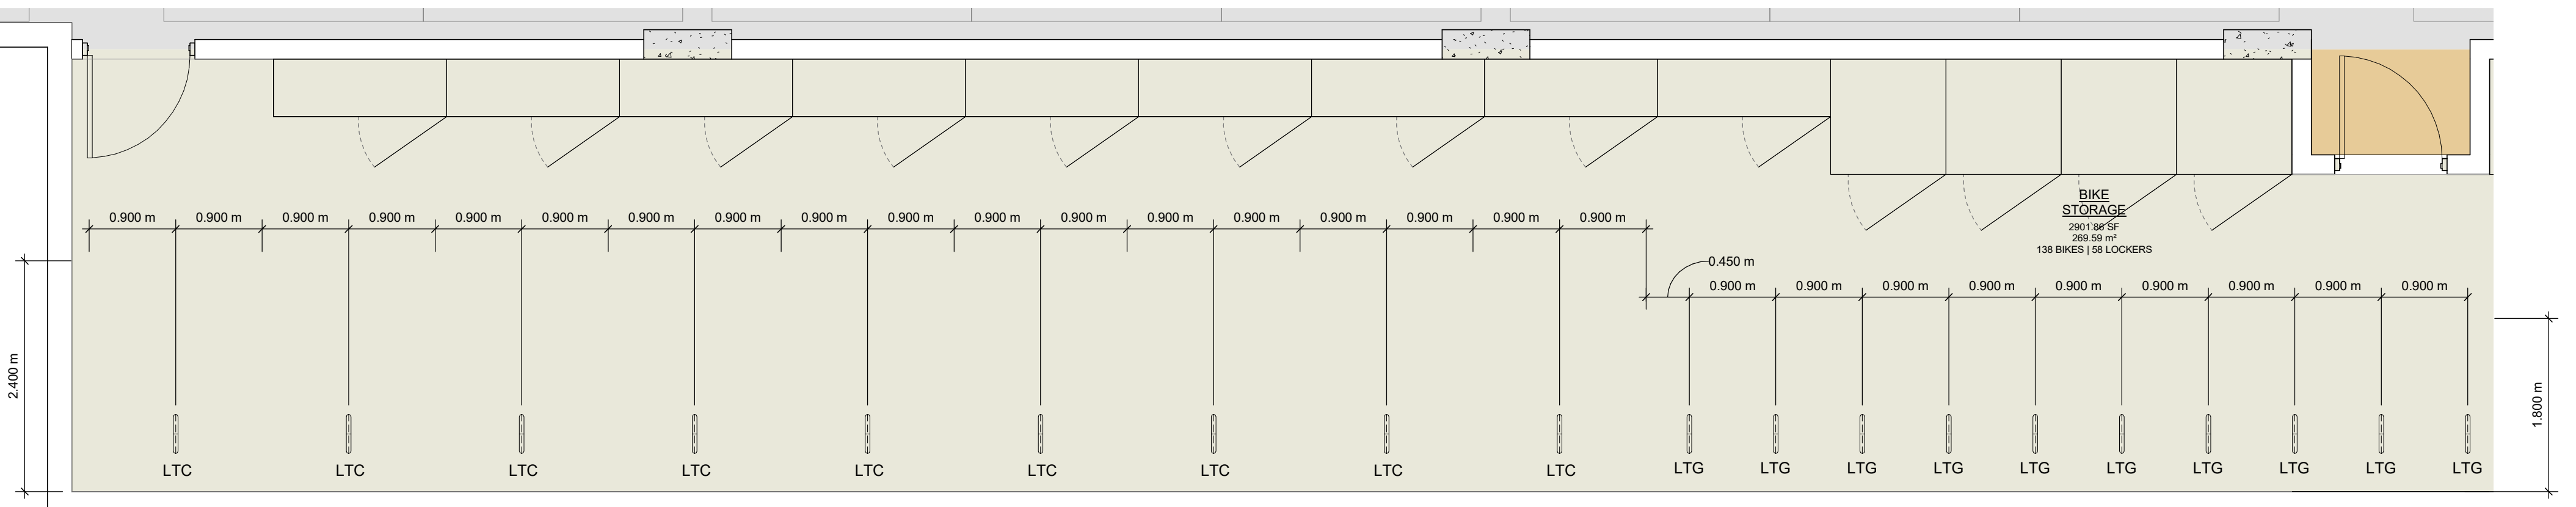 0.900 m 0.900 m 0.900 m 0.900 m 0.900 m 0.900 m 0.900 m 0.900 m 0.900 m 0.900 m 0.900 m 0.900 m 0.900 m 0.900 m 0.900 m 0.900 m 0.900 m 0.900 m
BIKE
STORAGE
2901.86 SF
269.59 m²
138 BIKES | 58 LOCKERS
0.450 m
0.900 m 0.900 m 0.900 m 0.900 m 0.900 m 0.900 m 0.900 m 0.900 m 0.900 m
2.400 m
1.800 m
LTC LTC LTC LTC LTC LTC LTC LTC LTC LTG LTG LTG LTG LTG LTG LTG LTG LTG LTG